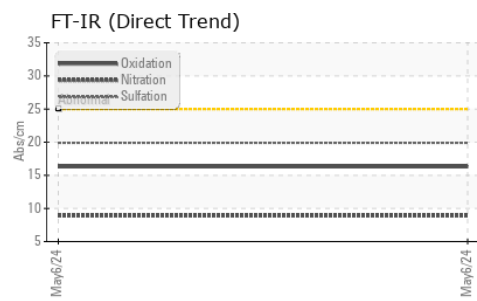 FT-IR (Direct Trend)
35
Oxidation
30
Nitration
Sulfation
Abnormal
25
Abs/cm
20
15
10
5
May6/24
May6/24